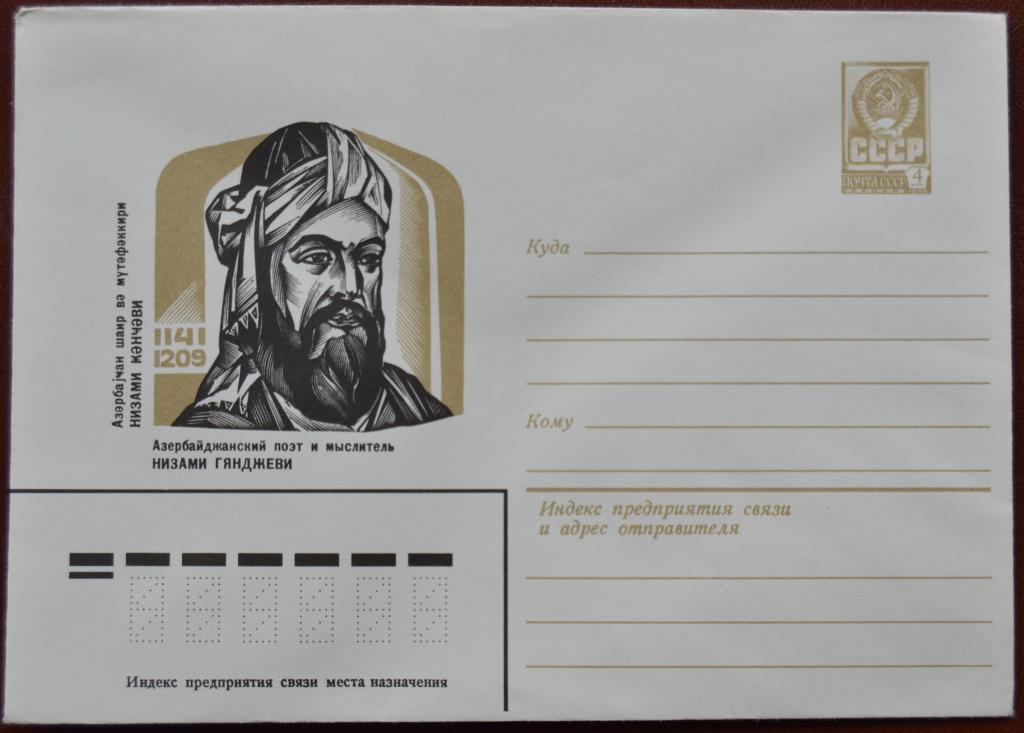 СССР
ПОЧТА СССР 4
Азәрбајҹан шаир вә мүтәфәккири
НИЗАМИ ҜӘНҸӘВИ
1141
1209
Азербайджанский поэт и мыслитель
НИЗАМИ ГЯНДЖЕВИ
Куда
Кому
Индекс предприятия связи
и адрес отправителя
Индекс предприятия связи места назначения